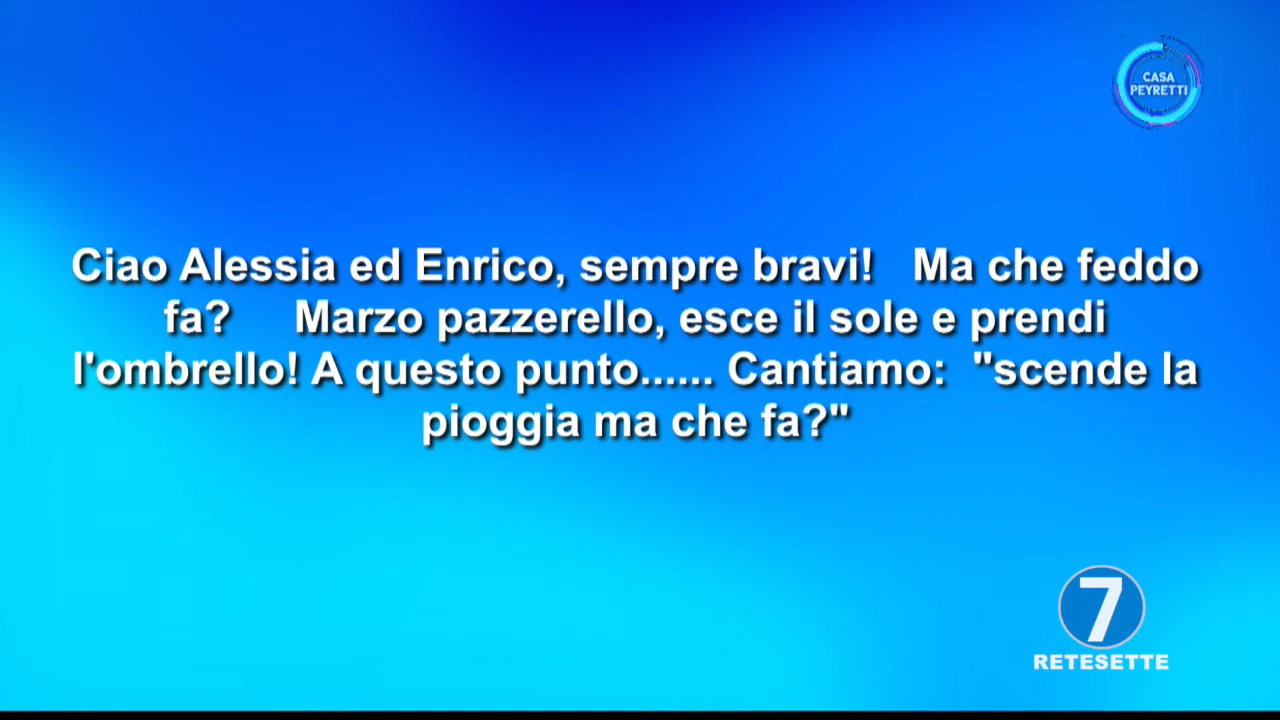 CASA
PEYRETTI
Ciao Alessia ed Enrico, sempre bravi!   Ma che feddo
fa?      Marzo pazzerello, esce il sole e prendi
l'ombrello! A questo punto...... Cantiamo:  "scende la
pioggia ma che fa?"
7
RETESETTE